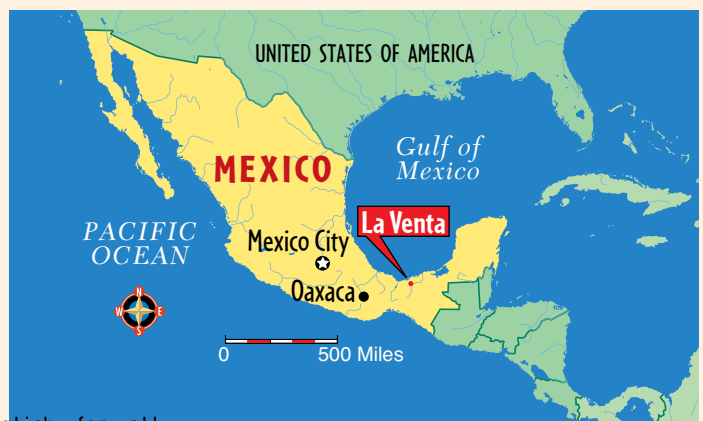 UNITED STATES OF AMERICA
Gulf of
Mexico
MEXICO
La Venta
PACIFIC
OCEAN
Mexico City
Oaxaca
N
W E
S
0 500 Miles